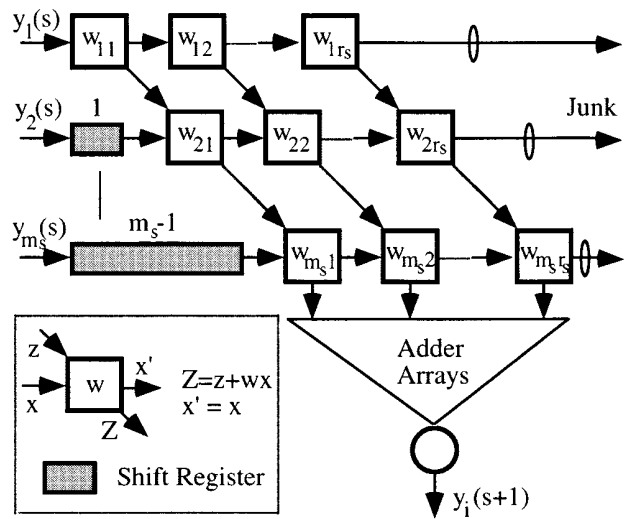 y₁(s) w₁₁ w₁₂ w₁rₛ
y₂(s) 1 w₂₁ w₂₂ w₂rₛ Junk
yₘₛ(s) mₛ-1 wₘₛ1 wₘₛ2 wₘₛrₛ
Adder
Arrays
z
x w x' Z=z+wx
x' = x
Z
Shift Register
yᵢ(s+1)